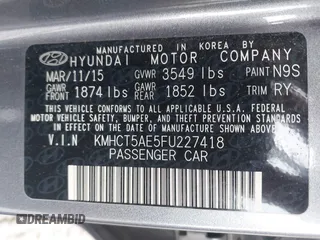 MANUFACTURED IN KOREA BY
HYUNDAI MOTOR COMPANY
MAR/11/15 GVWR 3549 lbs PAINT N9S
GAWR FRONT 1874 lbs GAWR REAR 1852 lbs TRIM RY
THIS VEHICLE CONFORMS TO ALL APPLICABLE
FEDERAL MOTOR VEHICLE SAFETY, BUMPER, AND
THEFT PREVENTION STANDARDS IN EFFECT ON
THE DATE OF MANUFACTURE SHOWN ABOVE.
V.I.N KMHCT5AE5FU227418
PASSENGER CAR
DREAMBID